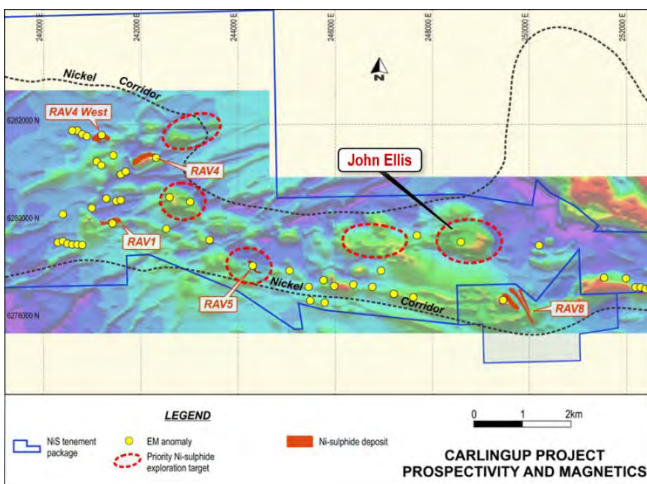 240000 E
242000 E
244000 E
246000 E
248000 E
250000 E
252000 E
Nickel
Corridor
N
RAV4 West
6282000 N
John Ellis
RAV4
6280000 N
RAV1
Nickel
RAV5
Corridor
RAV8
6278000 N
LEGEND
0 1 2km
NiS tenement
package
EM anomaly
Ni-sulphide deposit
Priority Ni-sulphide
exploration target
CARLINGUP PROJECT
PROSPECTIVITY AND MAGNETICS